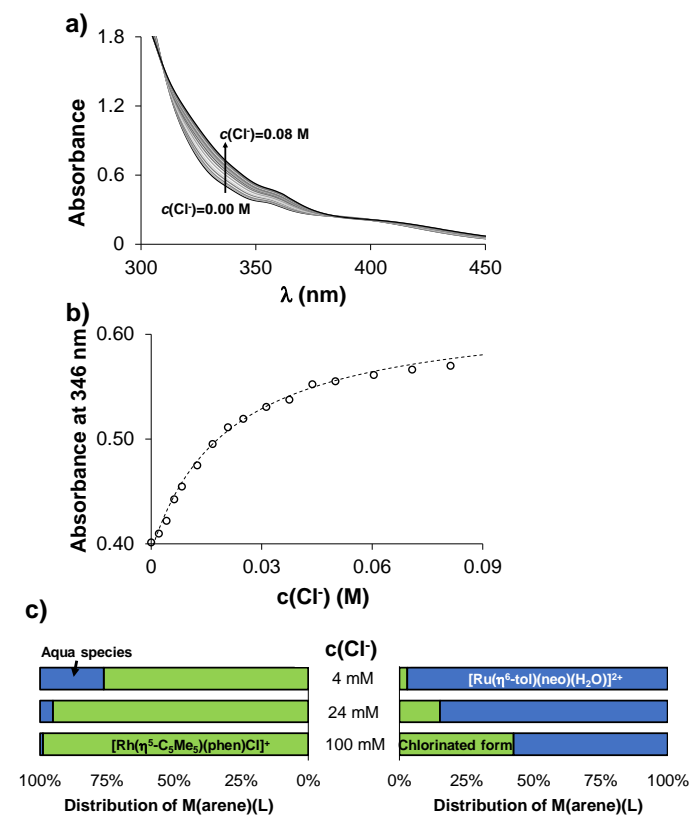 a)
1.8
1.2
0.6
0
Absorbance
c(Cl⁻)=0.08 M
c(Cl⁻)=0.00 M
300 350 400 450
λ (nm)
b)
0.60
0.50
0.40
Absorbance at 346 nm
0 0.03 0.06 0.09
c(Cl⁻) (M)
c)
Aqua species
c(Cl⁻)
4 mM
[Ru(η⁶-tol)(neo)(H₂O)]²⁺
24 mM
[Rh(η⁵-C₅Me₅)(phen)Cl]⁺
100 mM
Chlorinated form
100% 75% 50% 25% 0%
Distribution of M(arene)(L)
0% 25% 50% 75% 100%
Distribution of M(arene)(L)